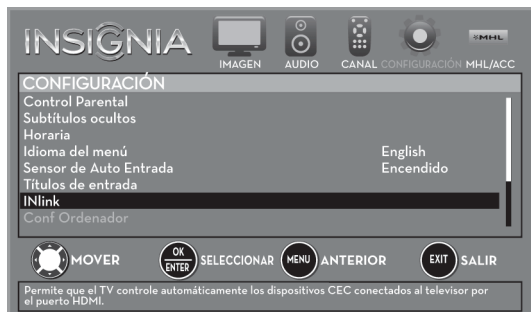 INSIGNIA
IMAGEN AUDIO CANAL CONFIGURACIÓN MHL/ACC
MHL
CONFIGURACIÓN
Control Parental
Subtítulos ocultos
Horaria
Idioma del menú English
Sensor de Auto Entrada Encendido
Títulos de entrada
INlink
Conf Ordenador
MOVER OK ENTER SELECCIONAR MENU ANTERIOR EXIT SALIR
Permite que el TV controle automáticamente los dispositivos CEC conectados al televisor por
el puerto HDMI.